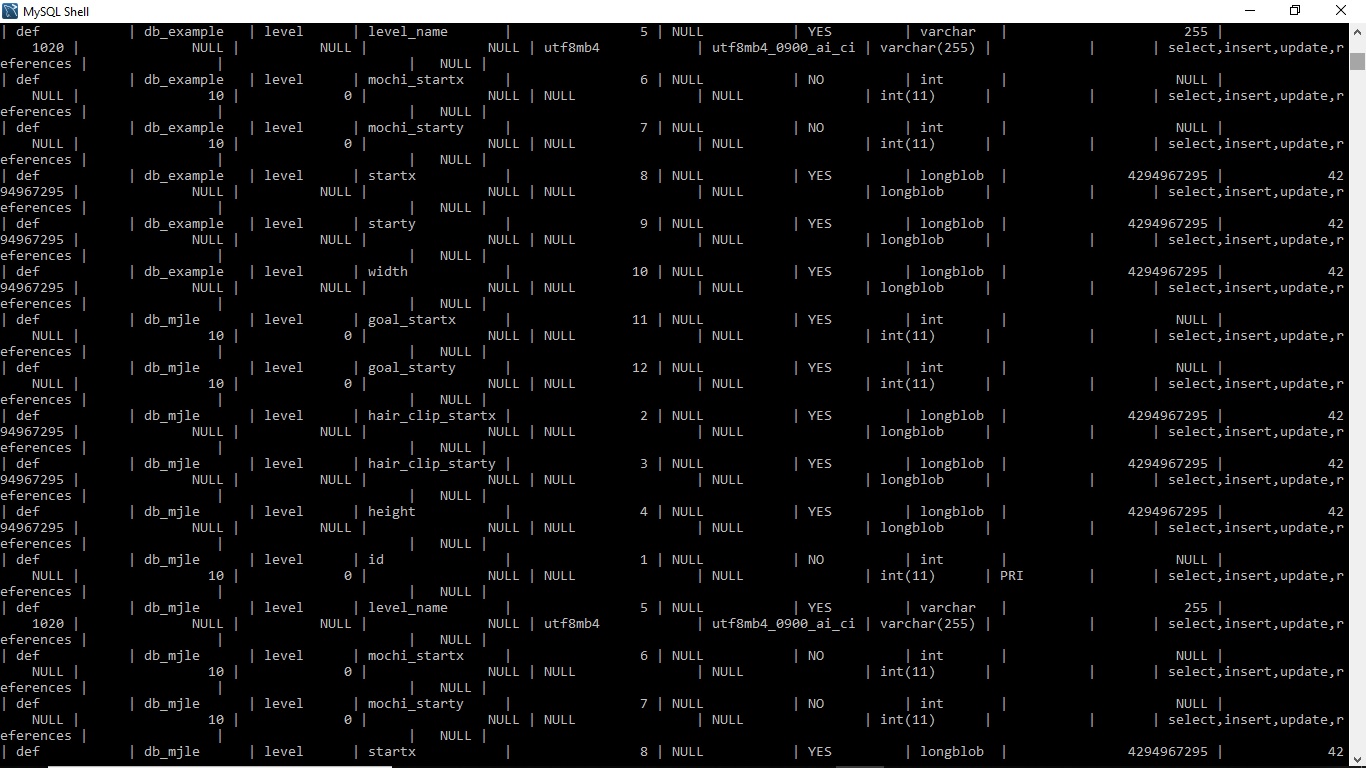 MySQL Shell
| def | db_example | level | level_name | 5 | NULL | YES | varchar | 255 |
1020 | NULL | NULL | NULL | utf8mb4 | utf8mb4_0900_ai_ci | varchar(255) | | | select,insert,update,r
eferences | | | NULL |
| def | db_example | level | mochi_startx | 6 | NULL | NO | int | NULL |
NULL | 10 | 0 | NULL | NULL | NULL | int(11) | | | select,insert,update,r
eferences | | | NULL |
| def | db_example | level | mochi_starty | 7 | NULL | NO | int | NULL |
NULL | 10 | 0 | NULL | NULL | NULL | int(11) | | | select,insert,update,r
eferences | | | NULL |
| def | db_example | level | startx | 8 | NULL | YES | longblob | 4294967295 | 42
94967295 | NULL | NULL | NULL | NULL | NULL | longblob | | | select,insert,update,r
eferences | | | NULL |
| def | db_example | level | starty | 9 | NULL | YES | longblob | 4294967295 | 42
94967295 | NULL | NULL | NULL | NULL | NULL | longblob | | | select,insert,update,r
eferences | | | NULL |
| def | db_example | level | width | 10 | NULL | YES | longblob | 4294967295 | 42
94967295 | NULL | NULL | NULL | NULL | NULL | longblob | | | select,insert,update,r
eferences | | | NULL |
| def | db_mjle | level | goal_startx | 11 | NULL | YES | int | NULL |
NULL | 10 | 0 | NULL | NULL | NULL | int(11) | | | select,insert,update,r
eferences | | | NULL |
| def | db_mjle | level | goal_starty | 12 | NULL | YES | int | NULL |
NULL | 10 | 0 | NULL | NULL | NULL | int(11) | | | select,insert,update,r
eferences | | | NULL |
| def | db_mjle | level | hair_clip_startx | 2 | NULL | YES | longblob | 4294967295 | 42
94967295 | NULL | NULL | NULL | NULL | NULL | longblob | | | select,insert,update,r
eferences | | | NULL |
| def | db_mjle | level | hair_clip_starty | 3 | NULL | YES | longblob | 4294967295 | 42
94967295 | NULL | NULL | NULL | NULL | NULL | longblob | | | select,insert,update,r
eferences | | | NULL |
| def | db_mjle | level | height | 4 | NULL | YES | longblob | 4294967295 | 42
94967295 | NULL | NULL | NULL | NULL | NULL | longblob | | | select,insert,update,r
eferences | | | NULL |
| def | db_mjle | level | id | 1 | NULL | NO | int | NULL |
NULL | 10 | 0 | NULL | NULL | NULL | int(11) | PRI | | select,insert,update,r
eferences | | | NULL |
| def | db_mjle | level | level_name | 5 | NULL | YES | varchar | 255 |
1020 | NULL | NULL | NULL | utf8mb4 | utf8mb4_0900_ai_ci | varchar(255) | | | select,insert,update,r
eferences | | | NULL |
| def | db_mjle | level | mochi_startx | 6 | NULL | NO | int | NULL |
NULL | 10 | 0 | NULL | NULL | NULL | int(11) | | | select,insert,update,r
eferences | | | NULL |
| def | db_mjle | level | mochi_starty | 7 | NULL | NO | int | NULL |
NULL | 10 | 0 | NULL | NULL | NULL | int(11) | | | select,insert,update,r
eferences | | | NULL |
| def | db_mjle | level | startx | 8 | NULL | YES | longblob | 4294967295 | 42